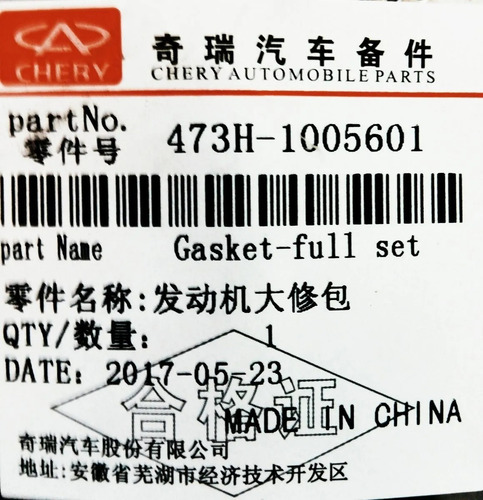 CHERY
奇瑞汽车备件
CHERY AUTOMOBILE PARTS
partNo.
零件号 473H-1005601
part Name Gasket-full set
零件名称:发动机大修包
QTY/数量: 1
DATE: 2017-05-23
合格证
MADE IN CHINA
奇瑞汽车股份有限公司
地址:安徽省芜湖市经济技术开发区